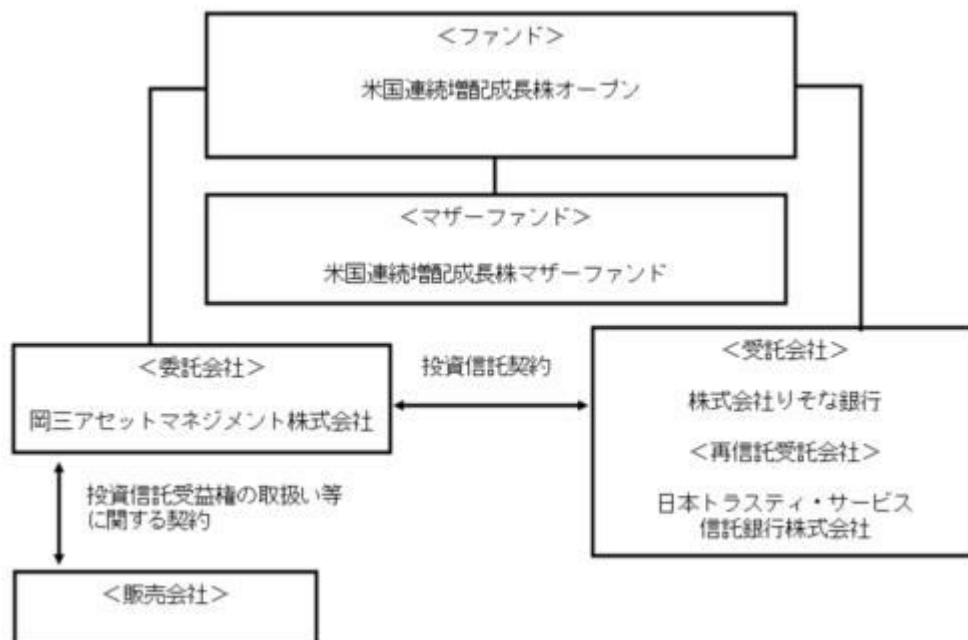 <ファンド>
米国連続増配成長株オープン
<マザーファンド>
米国連続増配成長株マザーファンド
<委託会社>
岡三アセットマネジメント株式会社
投資信託契約
<受託会社>
株式会社りそな銀行
<再信託受託会社>
日本トラスティ・サービス
信託銀行株式会社
投資信託受益権の取扱い等
に関する契約
<販売会社>